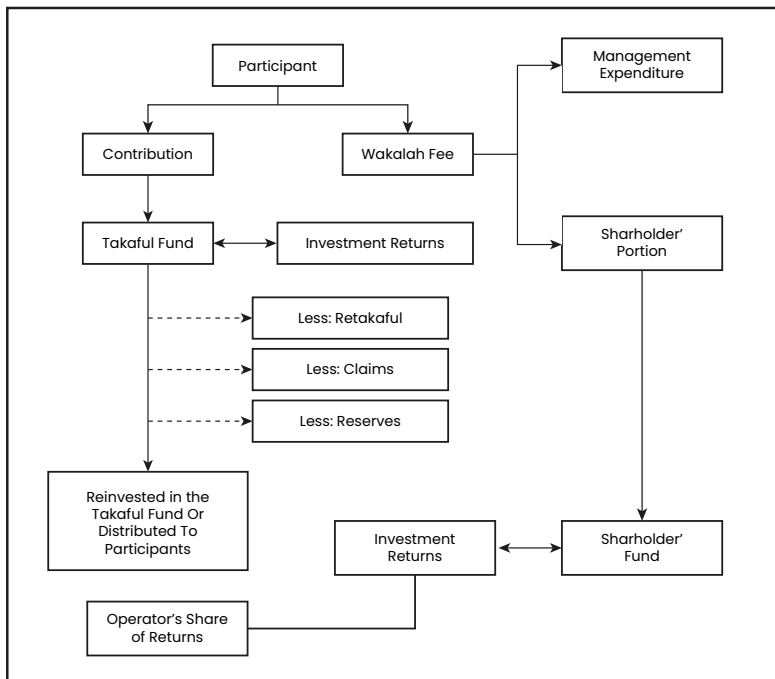 Participant
Management
Expenditure
Contribution
Wakalah Fee
Takaful Fund
Investment Returns
Sharholder’
Portion
Less: Retakaful
Less: Claims
Less: Reserves
Reinvested in the
Takaful Fund Or
Distributed To
Participants
Investment
Returns
Sharholder’
Fund
Operator’s Share
of Returns